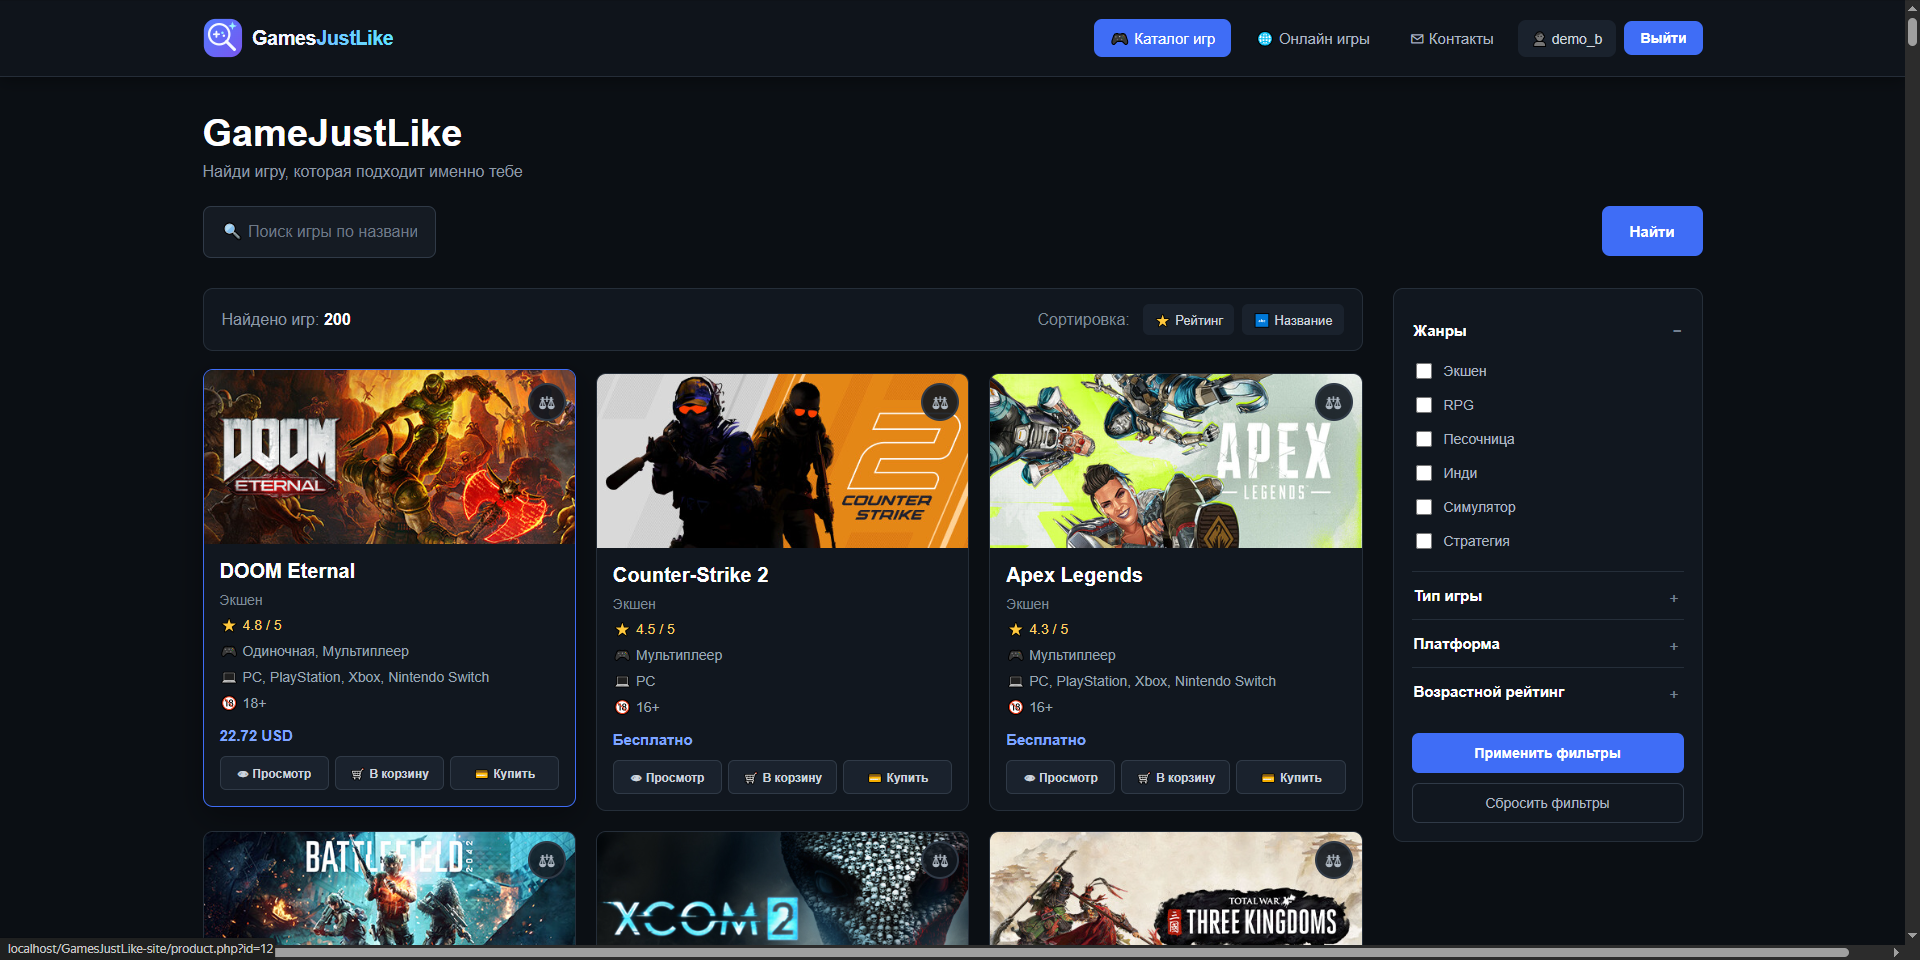 GamesJustLike
Каталог игр
Онлайн игры
Контакты
demo_b
Выйти
GameJustLike
Найди игру, которая подходит именно тебе
Поиск игры по названи
Найти
Найдено игр: 200
Сортировка:
Рейтинг
Название
DOOM
ETERNAL
2
COUNTER
STRIKE
APEX
LEGENDS
DOOM Eternal
Экшен
4.8 / 5
Одиночная, Мультиплеер
PC, PlayStation, Xbox, Nintendo Switch
18+
22.72 USD
Просмотр
В корзину
Купить
Counter-Strike 2
Экшен
4.5 / 5
Мультиплеер
PC
16+
Бесплатно
Просмотр
В корзину
Купить
Apex Legends
Экшен
4.3 / 5
Мультиплеер
PC, PlayStation, Xbox, Nintendo Switch
16+
Бесплатно
Просмотр
В корзину
Купить
BATTLEFIELD 2042
XCOM 2
TOTAL WAR
THREE KINGDOMS
Жанры
Экшен
RPG
Песочница
Инди
Симулятор
Стратегия
Тип игры
Платформа
Возрастной рейтинг
Применить фильтры
Сбросить фильтры
localhost/GamesJustLike-site/product.php?id=12